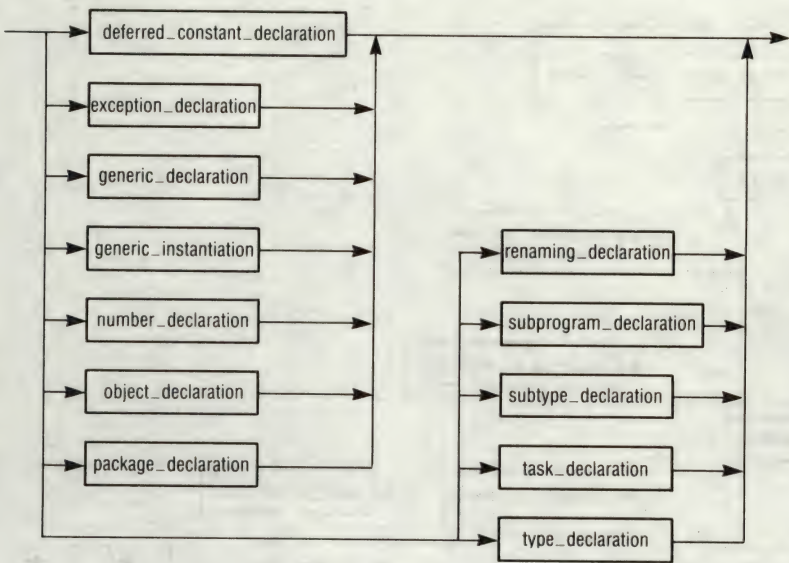 deferred_constant_declaration
exception_declaration
generic_declaration
generic_instantiation
number_declaration
object_declaration
package_declaration
renaming_declaration
subprogram_declaration
subtype_declaration
task_declaration
type_declaration